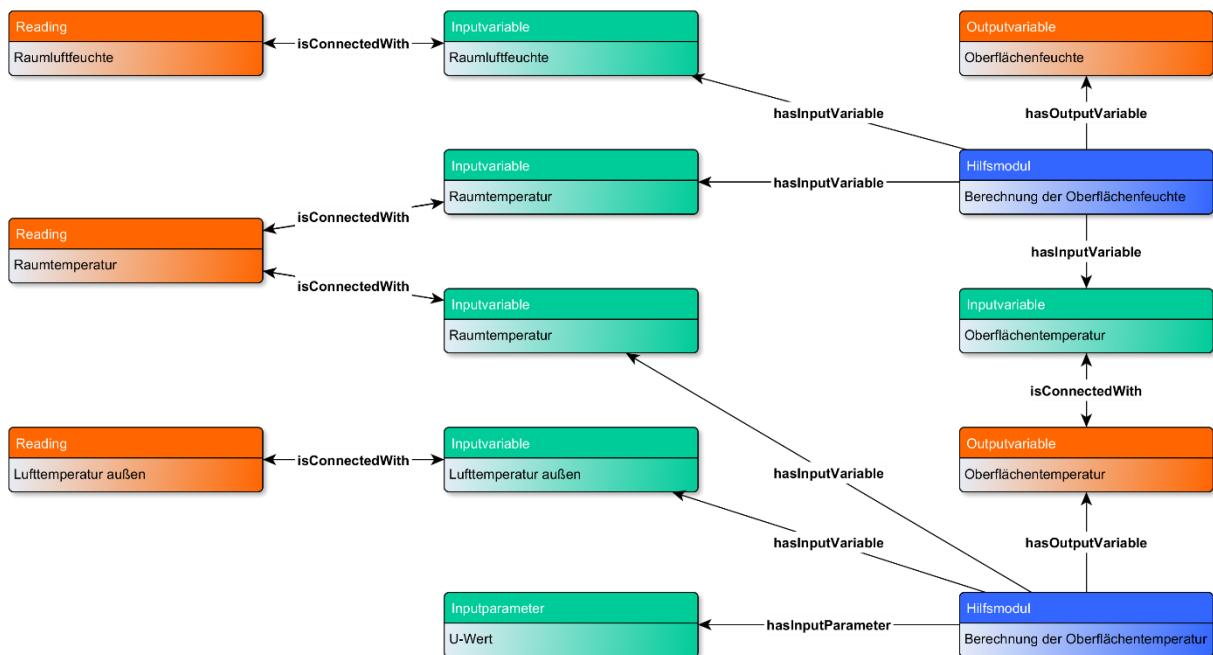 Reading
Raumluftfeuchte
isConnectedWith
Inputvariable
Raumluftfeuchte
Outputvariable
Oberflächenfeuchte
hasInputVariable
hasOutputVariable
Inputvariable
Raumtemperatur
hasInputVariable
Hilfsmodul
Berechnung der Oberflächenfeuchte
isConnectedWith
Reading
Raumtemperatur
hasInputVariable
isConnectedWith
Inputvariable
Raumtemperatur
Inputvariable
Oberflächentemperatur
isConnectedWith
Reading
Lufttemperatur außen
isConnectedWith
Inputvariable
Lufttemperatur außen
Outputvariable
Oberflächentemperatur
hasInputVariable
hasInputVariable
hasOutputVariable
Inputparameter
U-Wert
hasInputParameter
Hilfsmodul
Berechnung der Oberflächentemperatur